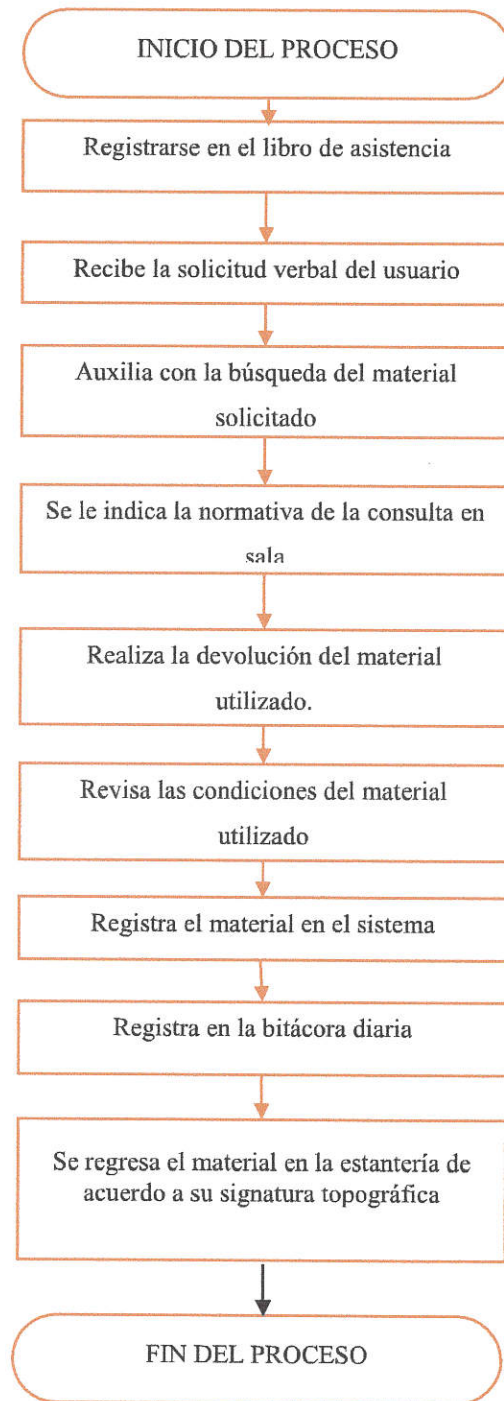 INICIO DEL PROCESO
Registrarse en el libro de asistencia
Recibe la solicitud verbal del usuario
Auxilia con la búsqueda del material
solicitado
Se le indica la normativa de la consulta en
sala
Realiza la devolución del material
utilizado.
Revisa las condiciones del material
utilizado
Registra el material en el sistema
Registra en la bitácora diaria
Se regresa el material en la estantería de
acuerdo a su signatura topográfica
FIN DEL PROCESO